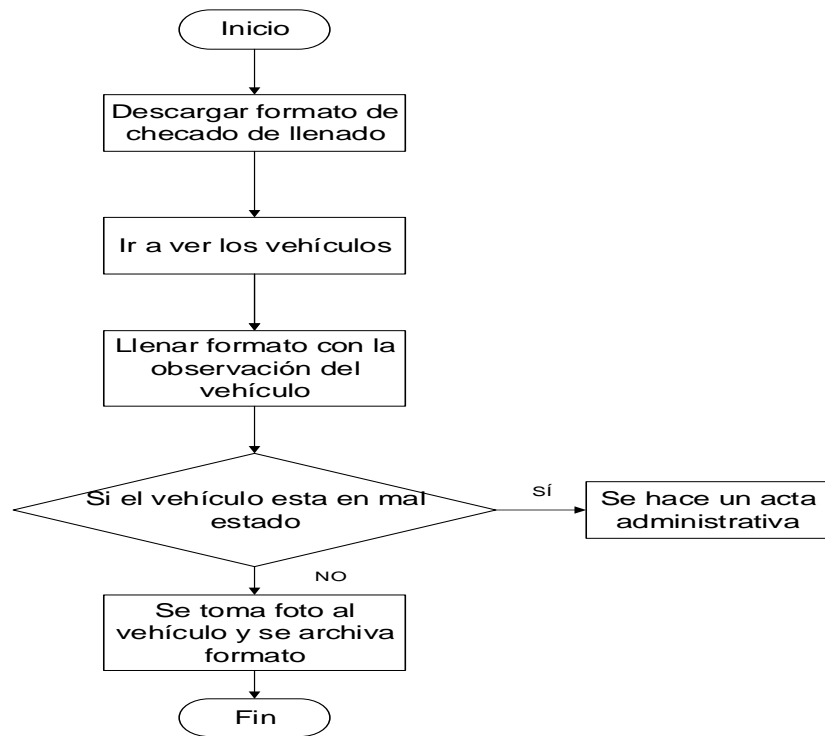 Inicio
Descargar formato de
checado de llenado
Ir a ver los vehículos
Llenar formato con la
observación del
vehículo
Si el vehículo esta en mal
estado
SÍ
Se hace un acta
administrativa
NO
Se toma foto al
vehículo y se archiva
formato
Fin